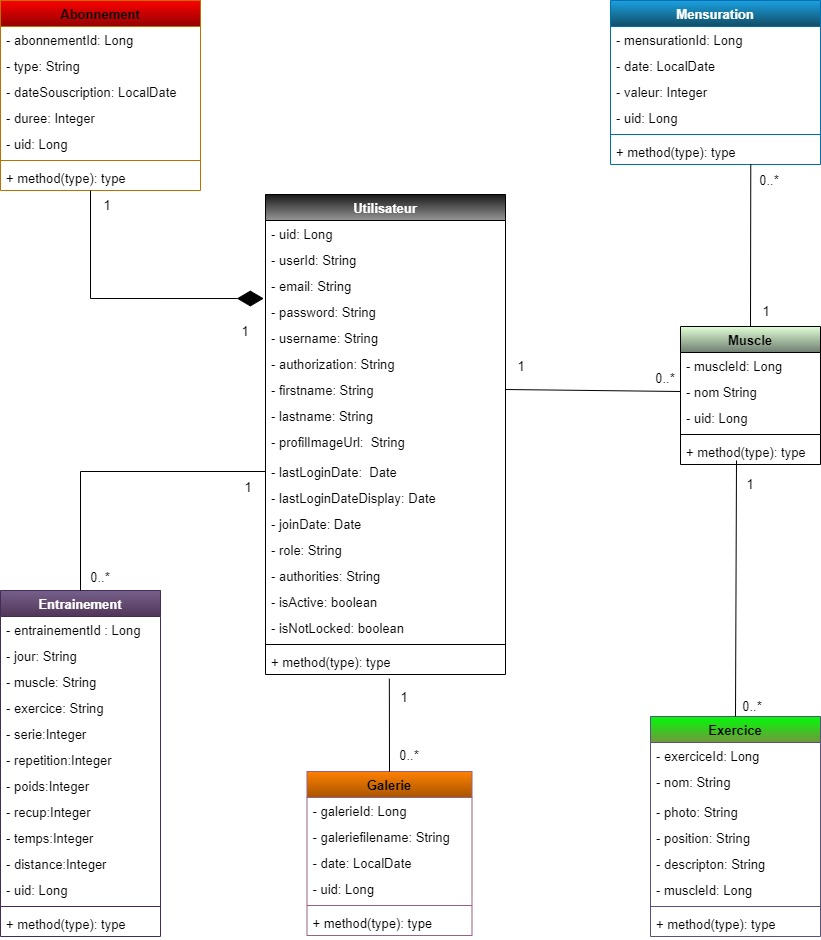 Abonnement
- abonnementId: Long
- type: String
- dateSouscription: LocalDate
- duree: Integer
- uid: Long
+ method(type): type
1
1
Mensuration
- mensurationId: Long
- date: LocalDate
- valeur: Integer
- uid: Long
+ method(type): type
0..*
1
Utilisateur
- uid: Long
- userId: String
- email: String
- password: String
- username: String
- authorization: String
- firstname: String
- lastname: String
- profilImageUrl: String
- lastLoginDate: Date
- lastLoginDateDisplay: Date
- joinDate: Date
- role: String
- authorities: String
- isActive: boolean
- isNotLocked: boolean
+ method(type): type
1
0..*
Muscle
- muscleId: Long
- nom String
- uid: Long
+ method(type): type
1
0..*
1
0..*
Entrainement
- entrainementId : Long
- jour: String
- muscle: String
- exercice: String
- serie:Integer
- repetition:Integer
- poids:Integer
- recup:Integer
- temps:Integer
- distance:Integer
- uid: Long
+ method(type): type
1
0..*
Galerie
- galerieId: Long
- galeriefilename: String
- date: LocalDate
- uid: Long
+ method(type): type
Exercice
- exerciceId: Long
- nom: String
- photo: String
- position: String
- descripton: String
- muscleId: Long
+ method(type): type